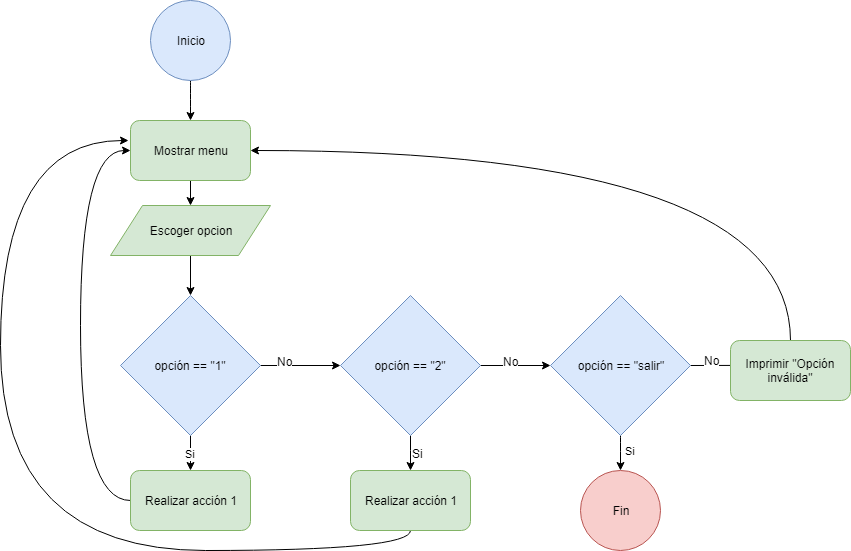 Inicio
Mostrar menu
Escoger opcion
opción == "1"
No
opción == "2"
No
opción == "salir"
No
Imprimir "Opción
inválida"
Si
Si
Si
Realizar acción 1
Realizar acción 1
Fin